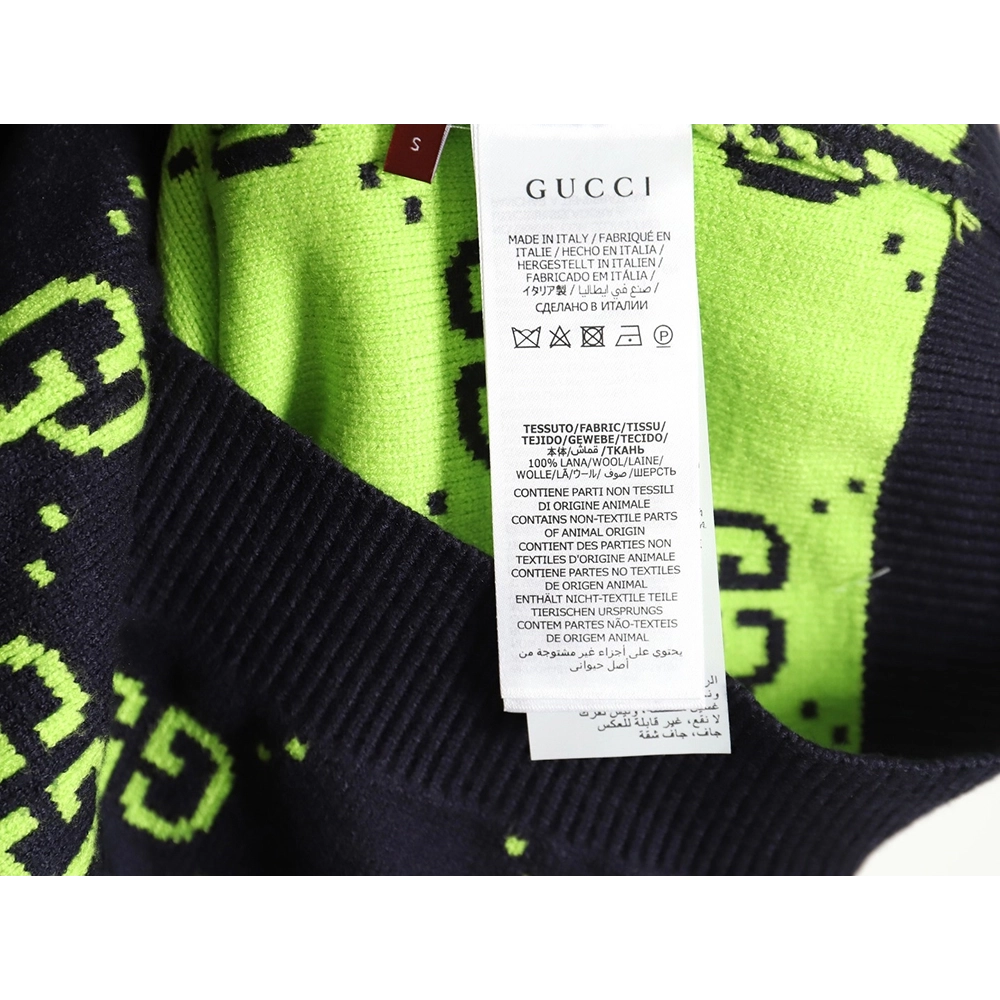 S
GUCCI
MADE IN ITALY / FABRIQUÉ EN
ITALIE / HECHO EN ITALIA /
HERGESTELLT IN ITALIEN /
FABRICADO EM ITÁLIA /
イタリア製 / صنع في ايطاليا /
СДЕЛАНО В ИТАЛИИ
P
TESSUTO/FABRIC/TISSU/
TEJIDO/GEWEBE/TECIDO/
本体/قماش /ТКАНЬ
100% LANA/WOOL/LAINE/
WOLLE/LÃ/ウール/ صوف /ШЕРСТЬ
CONTIENE PARTI NON TESSILI
DI ORIGINE ANIMALE
CONTAINS NON-TEXTILE PARTS
OF ANIMAL ORIGIN
CONTIENT DES PARTIES NON
TEXTILES D'ORIGINE ANIMALE
CONTIENE PARTES NO TEXTILES
DE ORIGEN ANIMAL
ENTHÄLT NICHT-TEXTILE TEILE
TIERISCHEN URSPRUNGS
CONTEM PARTES NÃO-TEXTEIS
DE ORIGEM ANIMAL
يحتوي على أجزاء غير منتوجة من
أصل حيواني
لا نقع، غير قابلة للعكس
جاف، جاف شقة